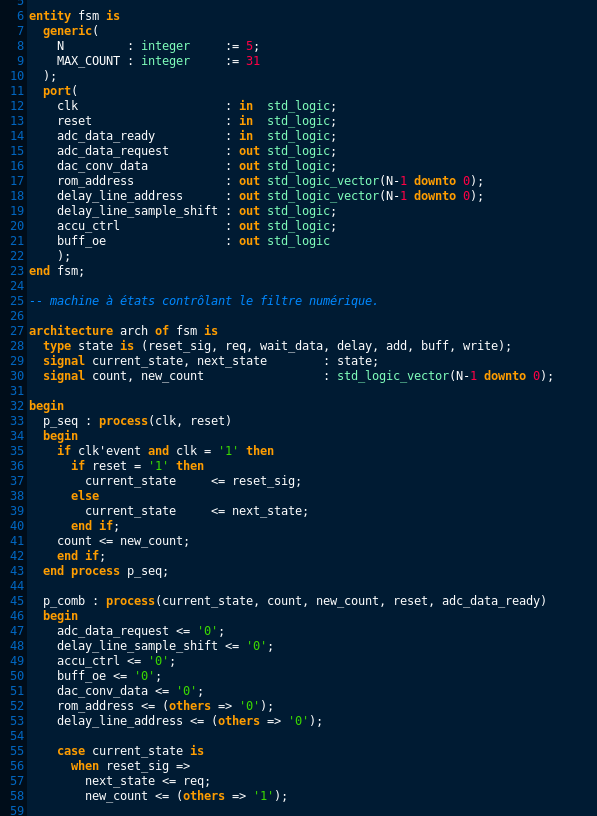 5
6 entity fsm is
7   generic(
8     N         : integer     := 5;
9     MAX_COUNT : integer     := 31
10   );
11   port(
12     clk                     : in  std_logic;
13     reset                   : in  std_logic;
14     adc_data_ready          : in  std_logic;
15     adc_data_request        : out std_logic;
16     dac_conv_data           : out std_logic;
17     rom_address             : out std_logic_vector(N-1 downto 0);
18     delay_line_address      : out std_logic_vector(N-1 downto 0);
19     delay_line_sample_shift : out std_logic;
20     accu_ctrl               : out std_logic;
21     buff_oe                 : out std_logic
22     );
23 end fsm;
24
25 -- machine à états contrôlant le filtre numérique.
26
27 architecture arch of fsm is
28   type state is (reset_sig, req, wait_data, delay, add, buff, write);
29   signal current_state, next_state        : state;
30   signal count, new_count                 : std_logic_vector(N-1 downto 0);
31
32 begin
33   p_seq : process(clk, reset)
34   begin
35     if clk'event and clk = '1' then
36       if reset = '1' then
37         current_state     <= reset_sig;
38       else
39         current_state     <= next_state;
40       end if;
41     count <= new_count;
42     end if;
43   end process p_seq;
44
45   p_comb : process(current_state, count, new_count, reset, adc_data_ready)
46   begin
47     adc_data_request <= '0';
48     delay_line_sample_shift <= '0';
49     accu_ctrl <= '0';
50     buff_oe <= '0';
51     dac_conv_data <= '0';
52     rom_address <= (others => '0');
53     delay_line_address <= (others => '0');
54
55     case current_state is
56       when reset_sig =>
57         next_state <= req;
58         new_count <= (others => '1');
59